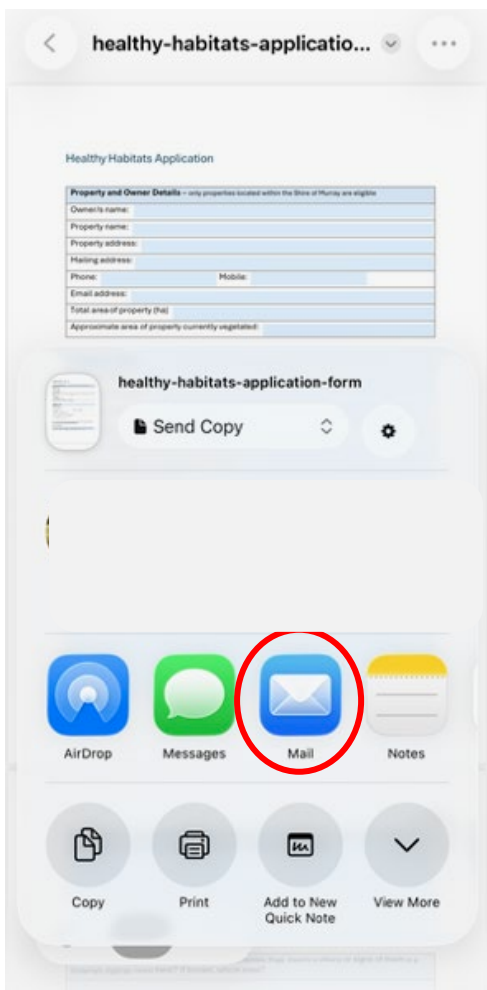 healthy-habitats-applicatio...
Healthy Habitats Application
Property and Owner Details – only properties located within the Shire of Murray are eligible
Owner/s name:
Property name:
Property address:
Mailing address:
Phone: Mobile:
Email address:
Total area of property (ha)
Approximate area of property currently vegetated:
healthy-habitats-application-form
Send Copy
AirDrop Messages Mail Notes
Copy Print Add to New Quick Note View More